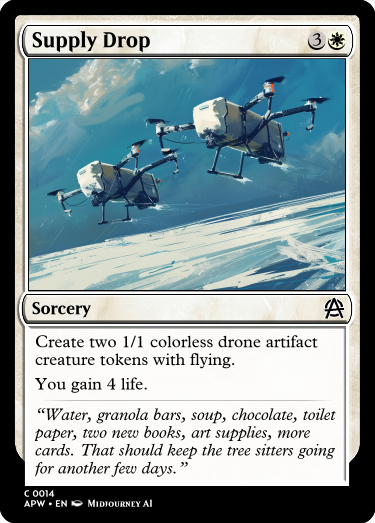 Supply Drop 3
Sorcery
Create two 1/1 colorless drone artifact
creature tokens with flying.
You gain 4 life.
“Water, granola bars, soup, chocolate, toilet
paper, two new books, art supplies, more
cards. That should keep the tree sitters going
for another few days.”
C 0014
APW • EN Midjourney AI